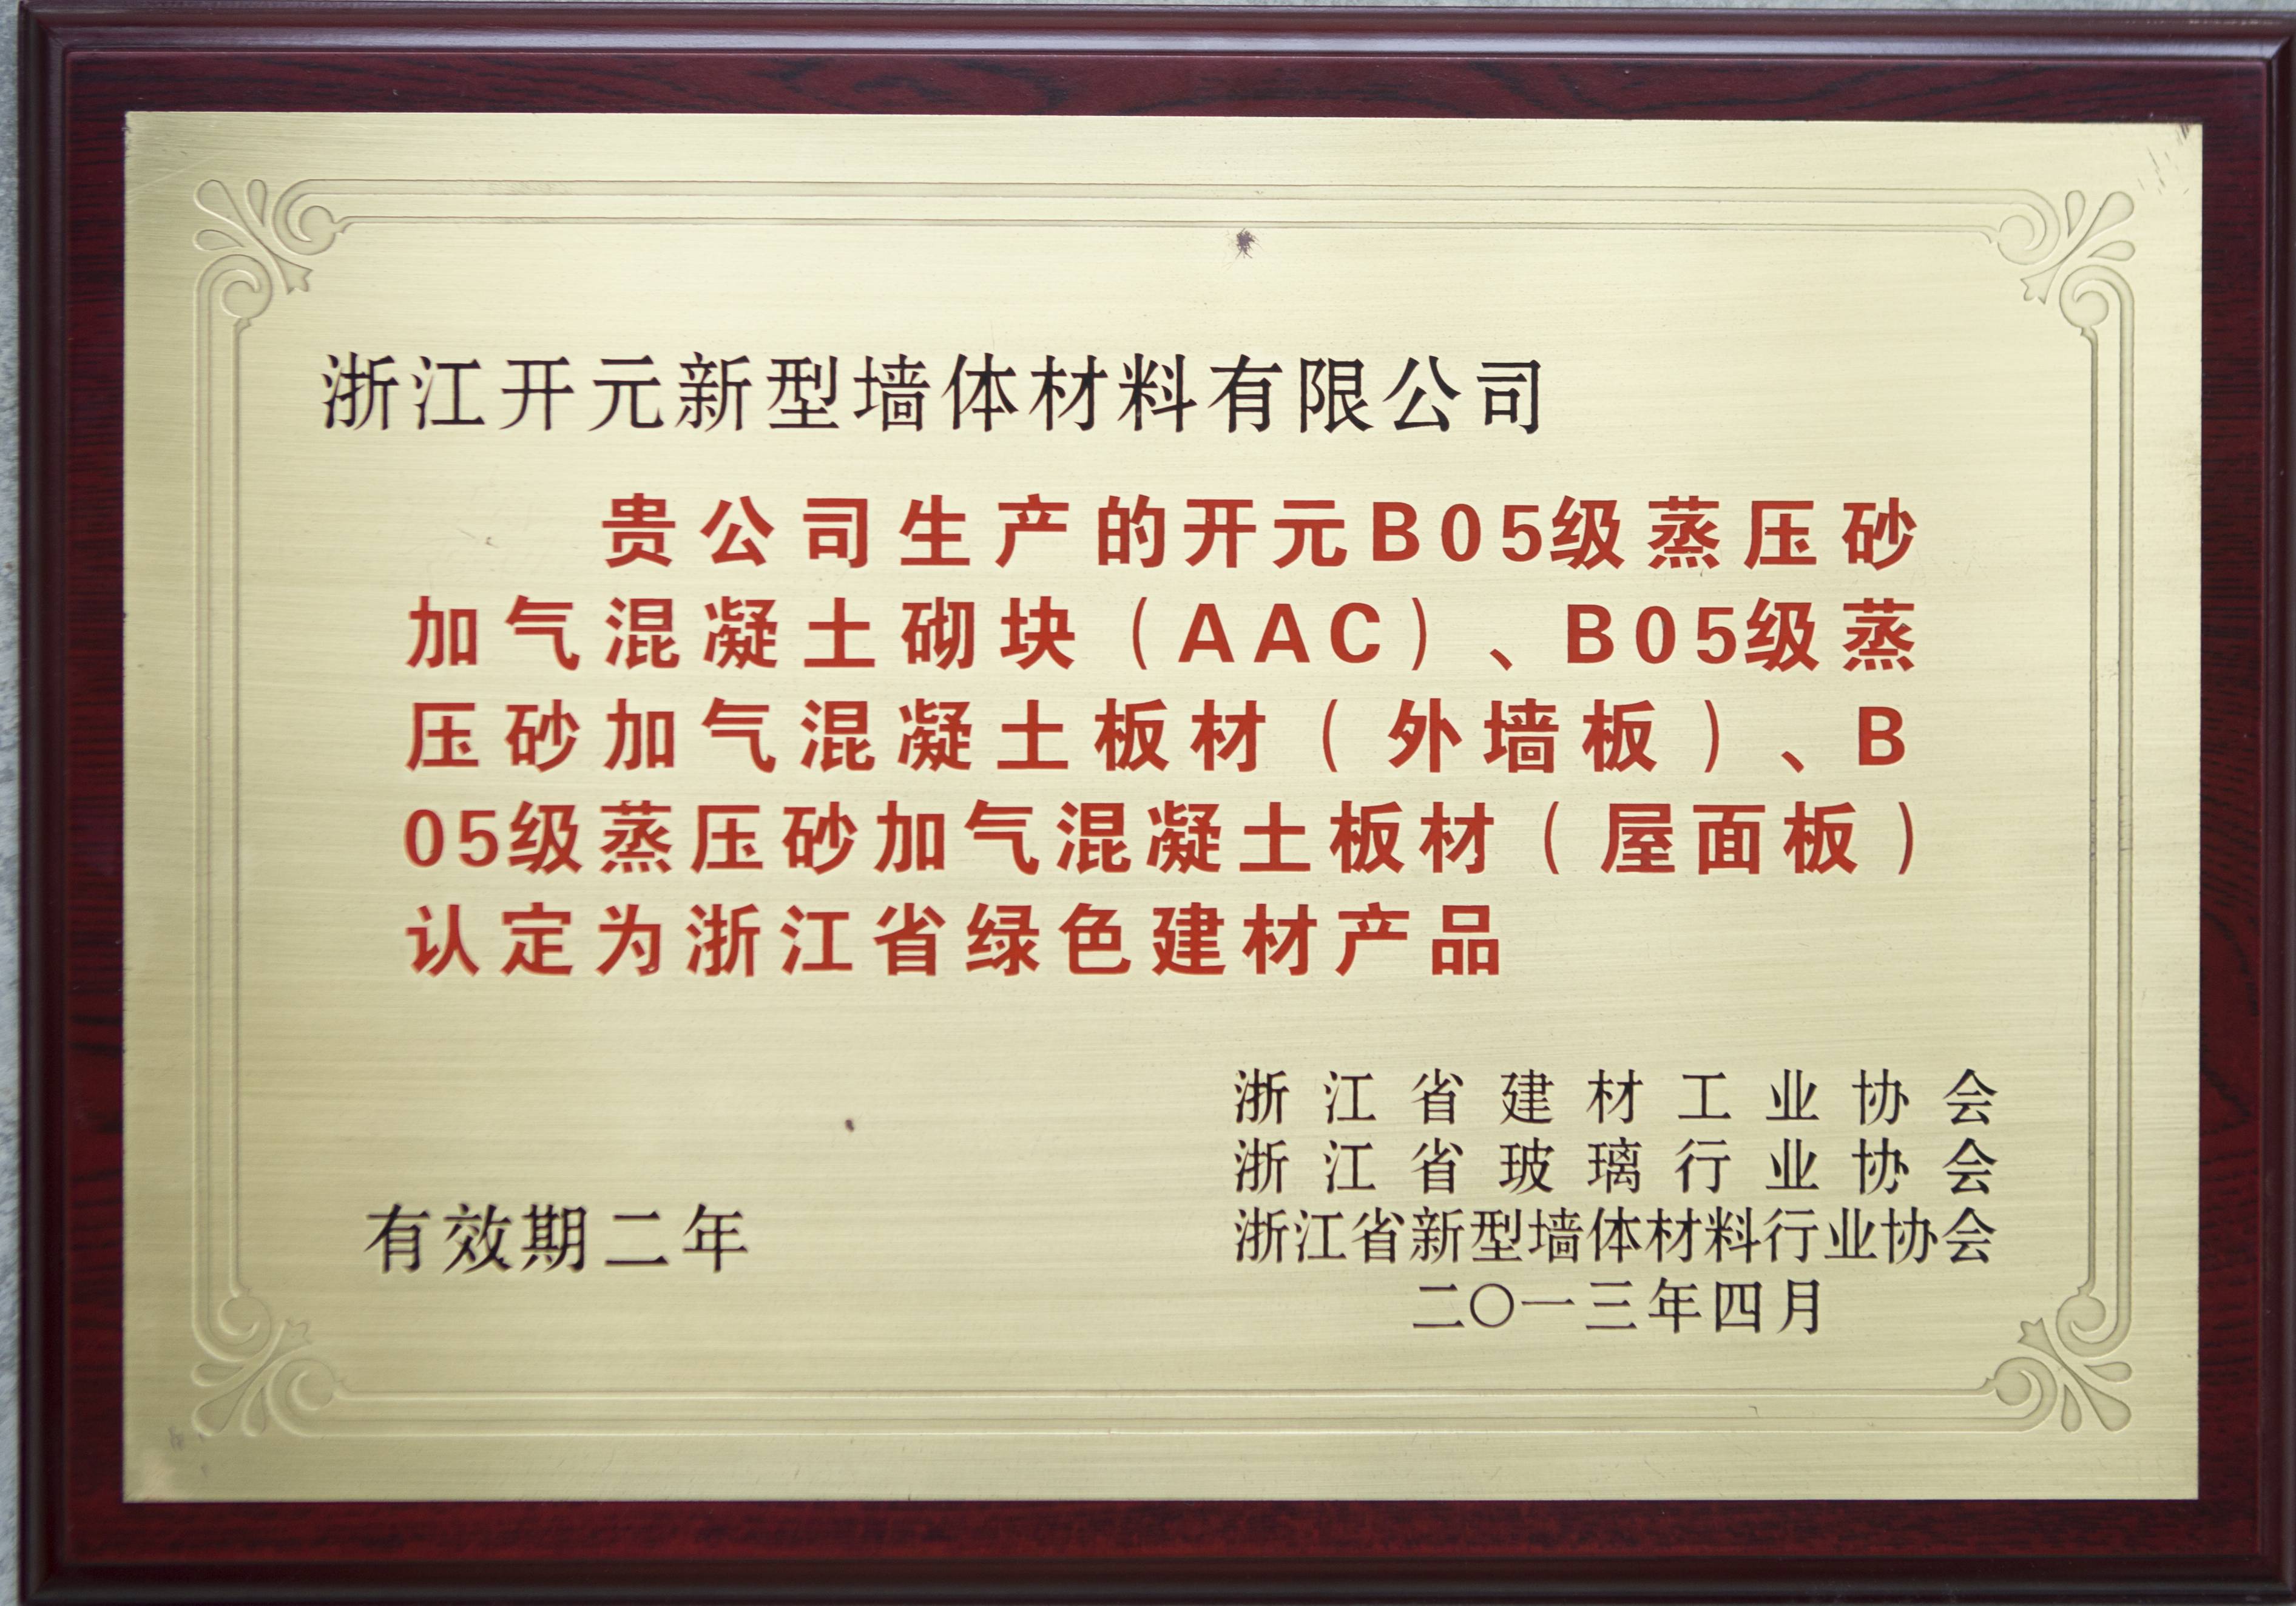 浙江开元新型墙体材料有限公司
贵公司生产的开元B05级蒸压砂
加气混凝土砌块（AAC）、B05级蒸
压砂加气混凝土板材（外墙板）、B
05级蒸压砂加气混凝土板材（屋面板）
认定为浙江省绿色建材产品
浙江省建材工业协会
浙江省玻璃行业协会
浙江省新型墙体材料行业协会
二〇一三年四月
有效期二年